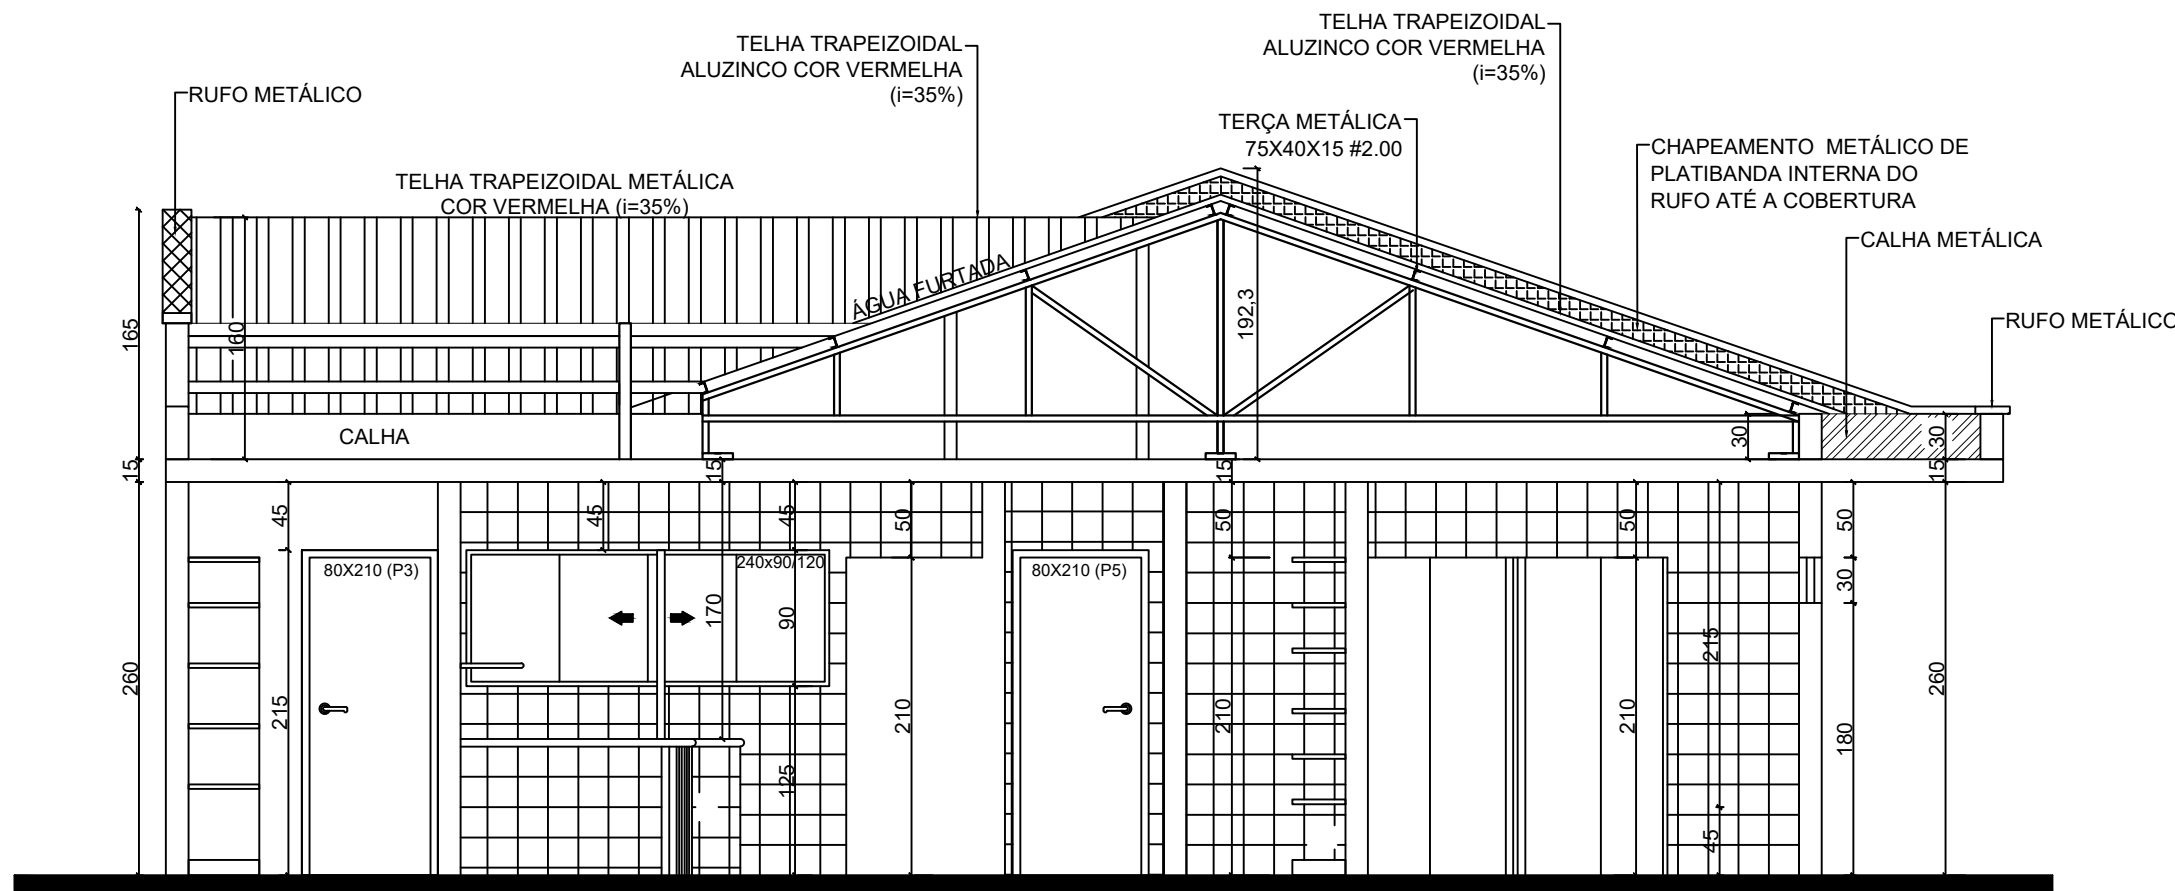 TELHA TRAPEIZOIDAL
ALUZINCO COR VERMELHA
(i=35%)
TELHA TRAPEIZOIDAL
ALUZINCO COR VERMELHA
(i=35%)
RUFO METÁLICO
TERÇA METÁLICA
75X40X15 #2.00
CHAPEAMENTO METÁLICO DE
PLATIBANDA INTERNA DO
RUFO ATÉ A COBERTURA
TELHA TRAPEIZOIDAL METÁLICA
COR VERMELHA (i=35%)
CALHA METÁLICA
ÁGUA FURTADA
RUFO METÁLICO
165
160
192,3
CALHA
30
30
15
15
15
15
45
45
45
50
50
50
50
80X210 (P3)
240x90/120
80X210 (P5)
30
170
90
215
260
215
210
210
210
180
260
125
45